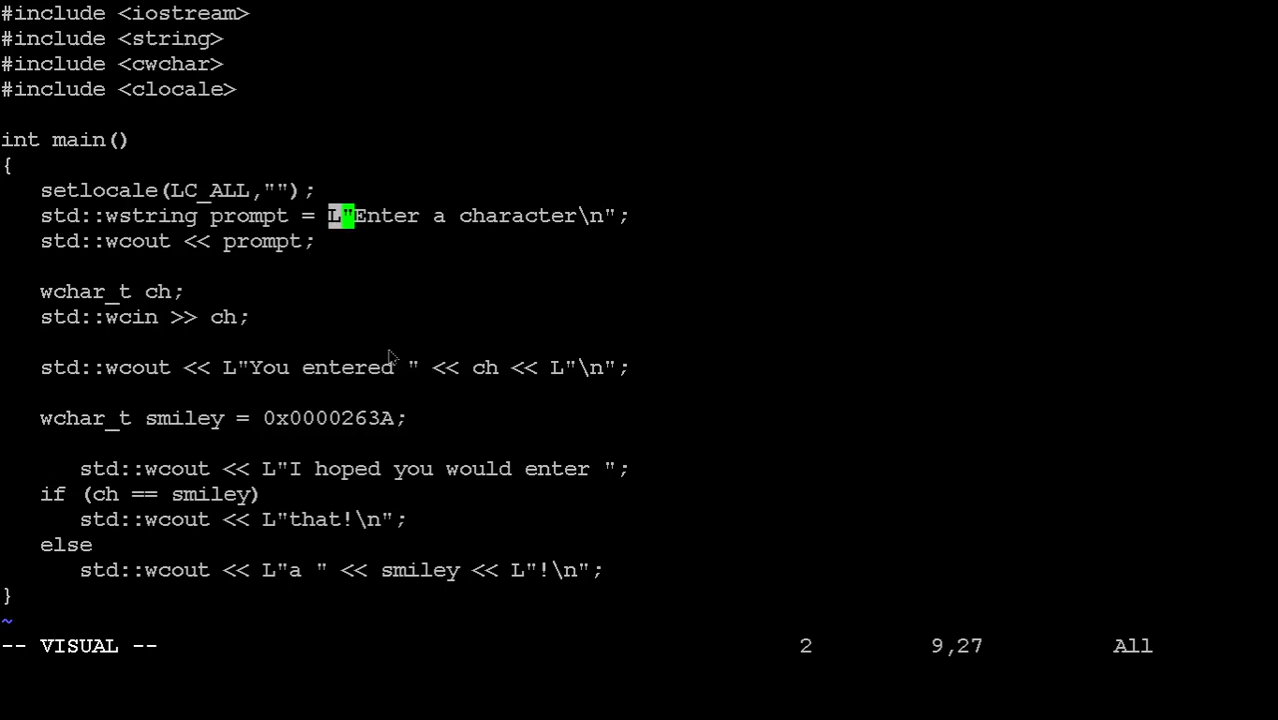 #include <iostream>
#include <string>
#include <cwchar>
#include <clocale>

int main()
{
   setlocale(LC_ALL,"");
   std::wstring prompt = L"Enter a character\n";
   std::wcout << prompt;

   wchar_t ch;
   std::wcin >> ch;

   std::wcout << L"You entered " << ch << L"\n";

   wchar_t smiley = 0x0000263A;

      std::wcout << L"I hoped you would enter ";
   if (ch == smiley)
      std::wcout << L"that!\n";
   else
      std::wcout << L"a " << smiley << L"!\n";
}
~
-- VISUAL -- 2 9,27 All